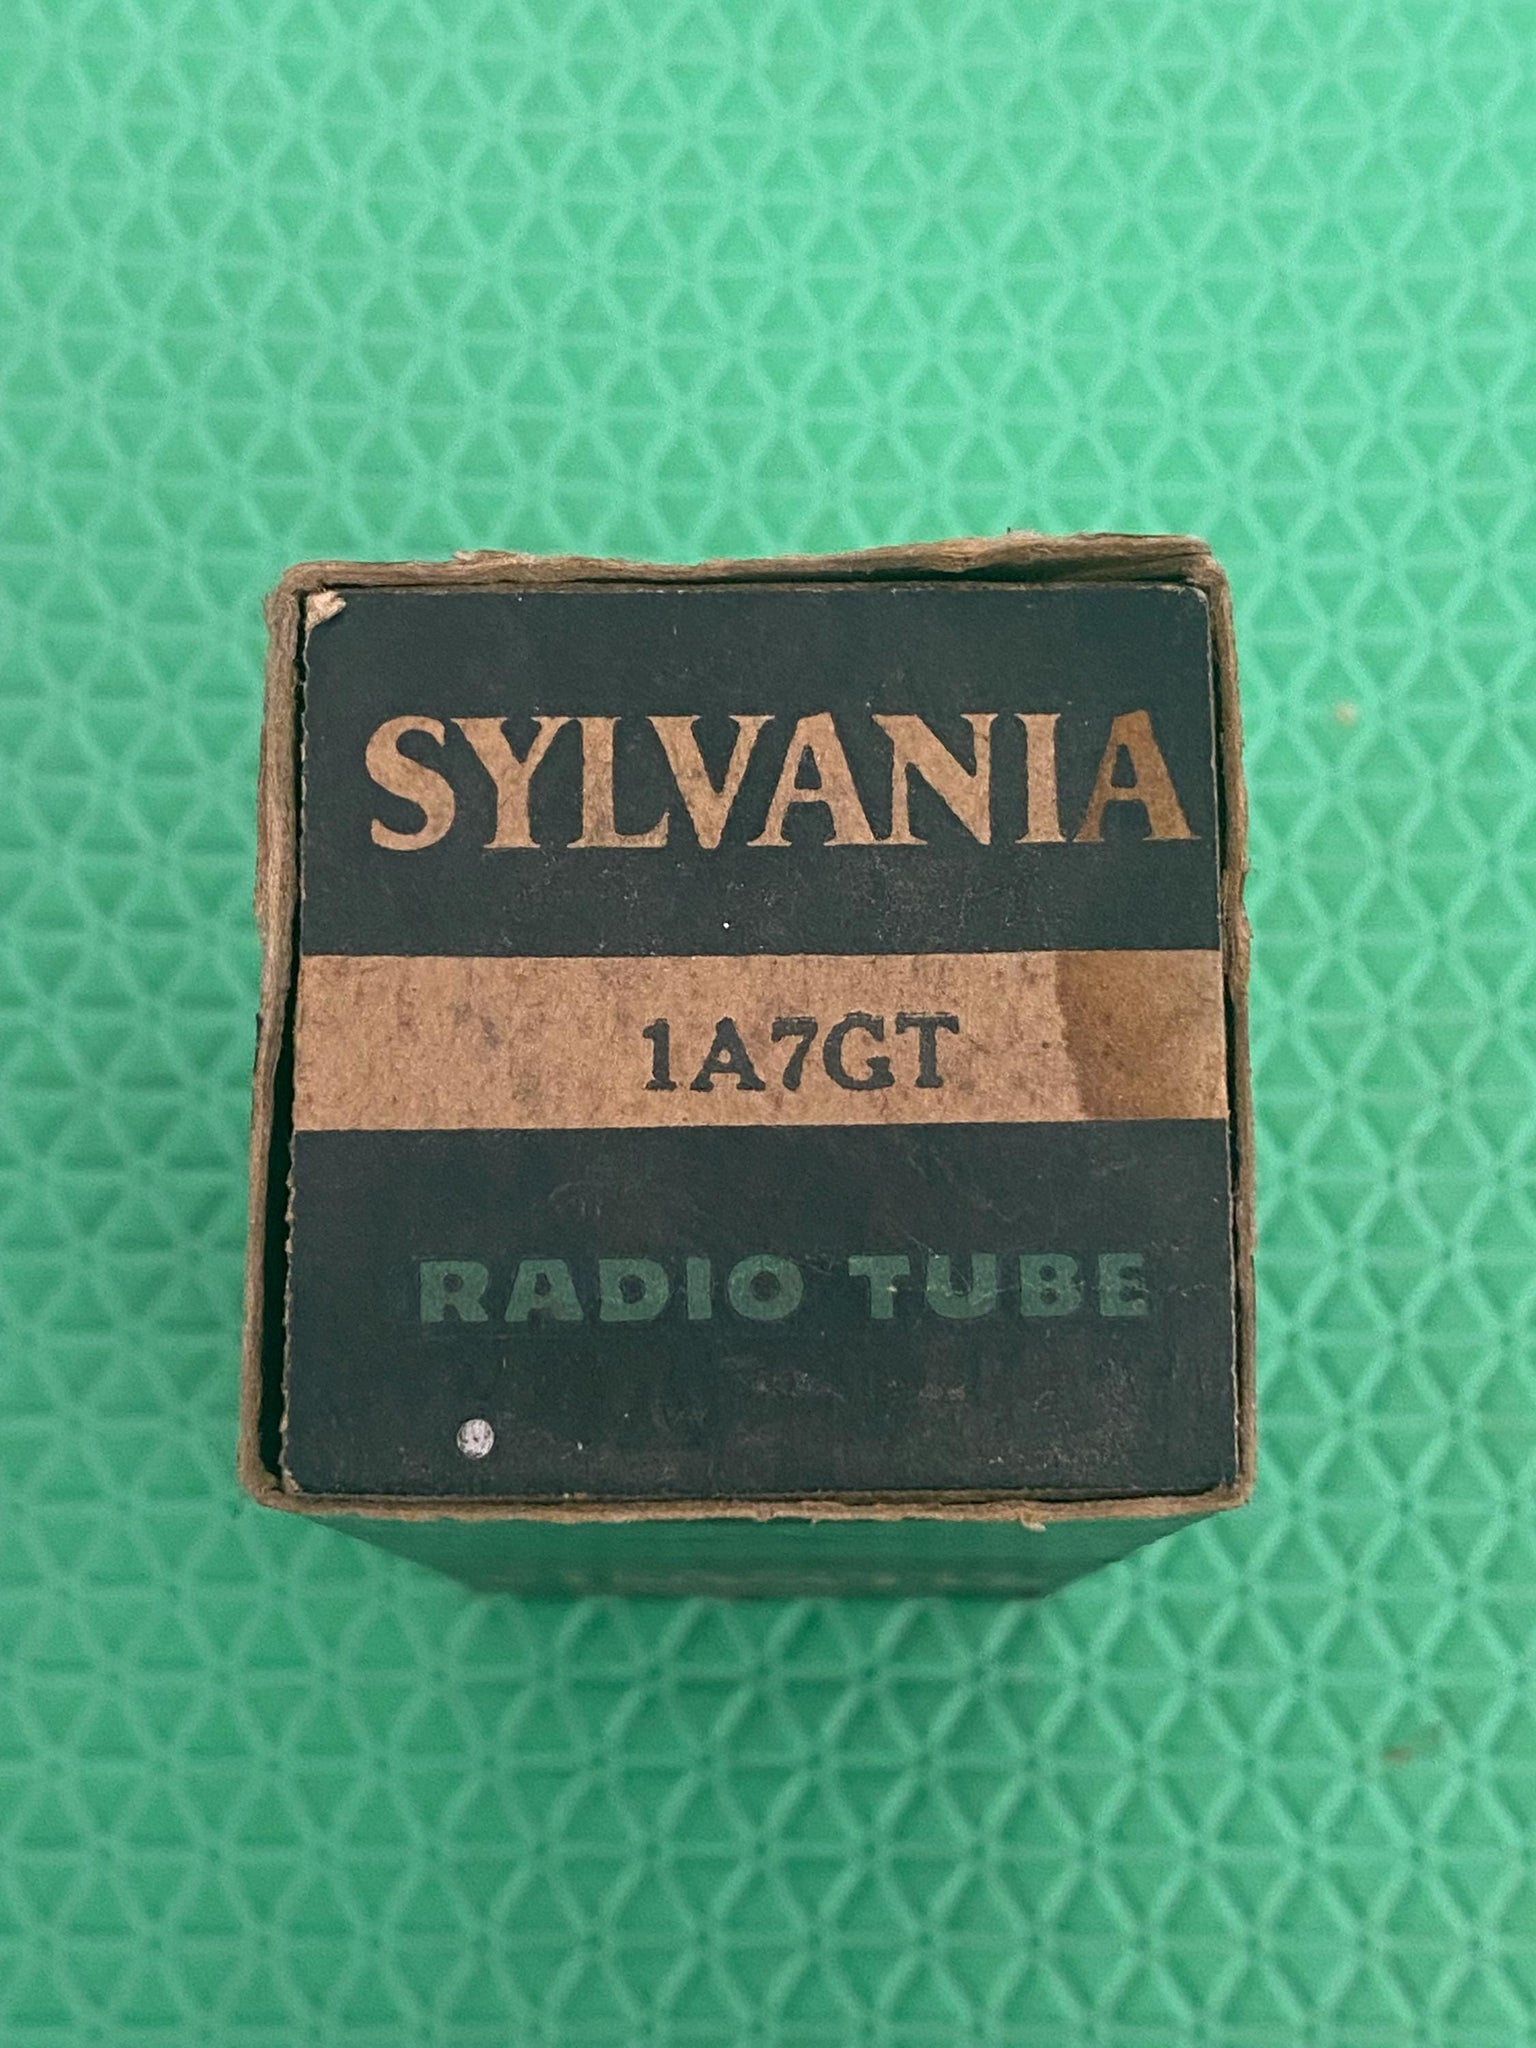 SYLVANIA
1A7GT
RADIO TUBE